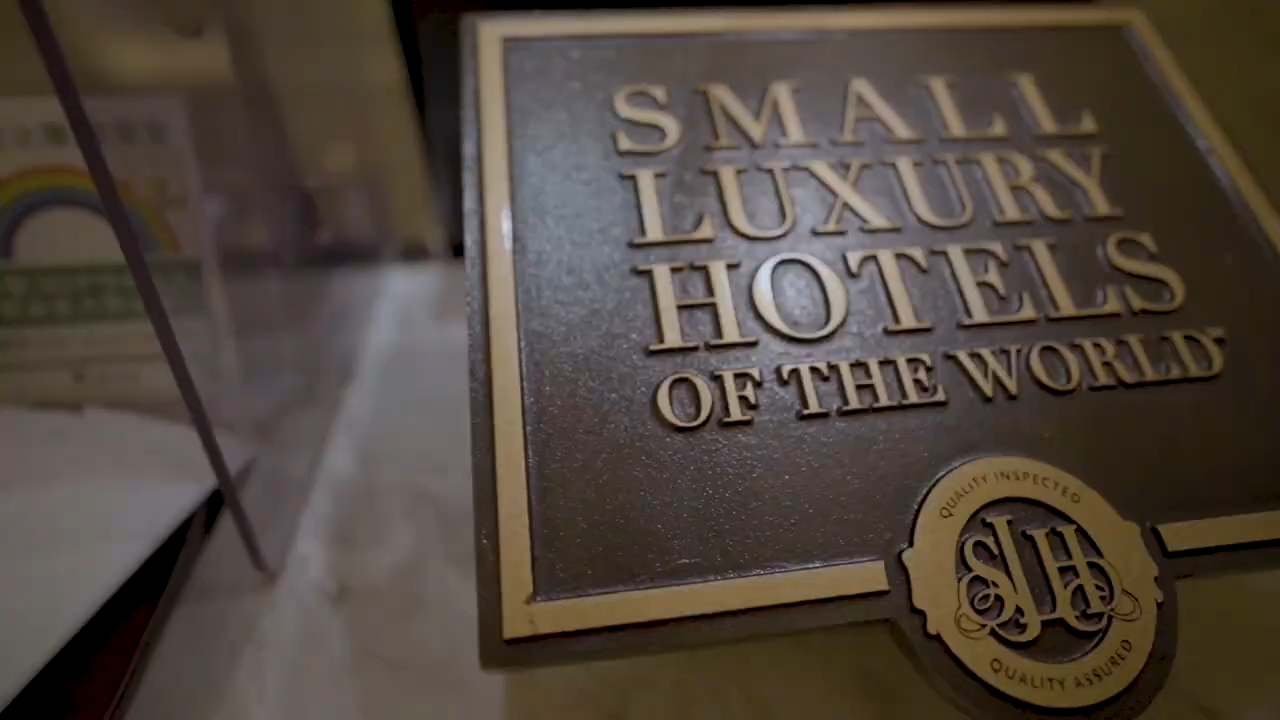 SMALL
LUXURY
HOTELS
OF THE WORLD
QUALITY INSPECTED
SLH
QUALITY ASSURED